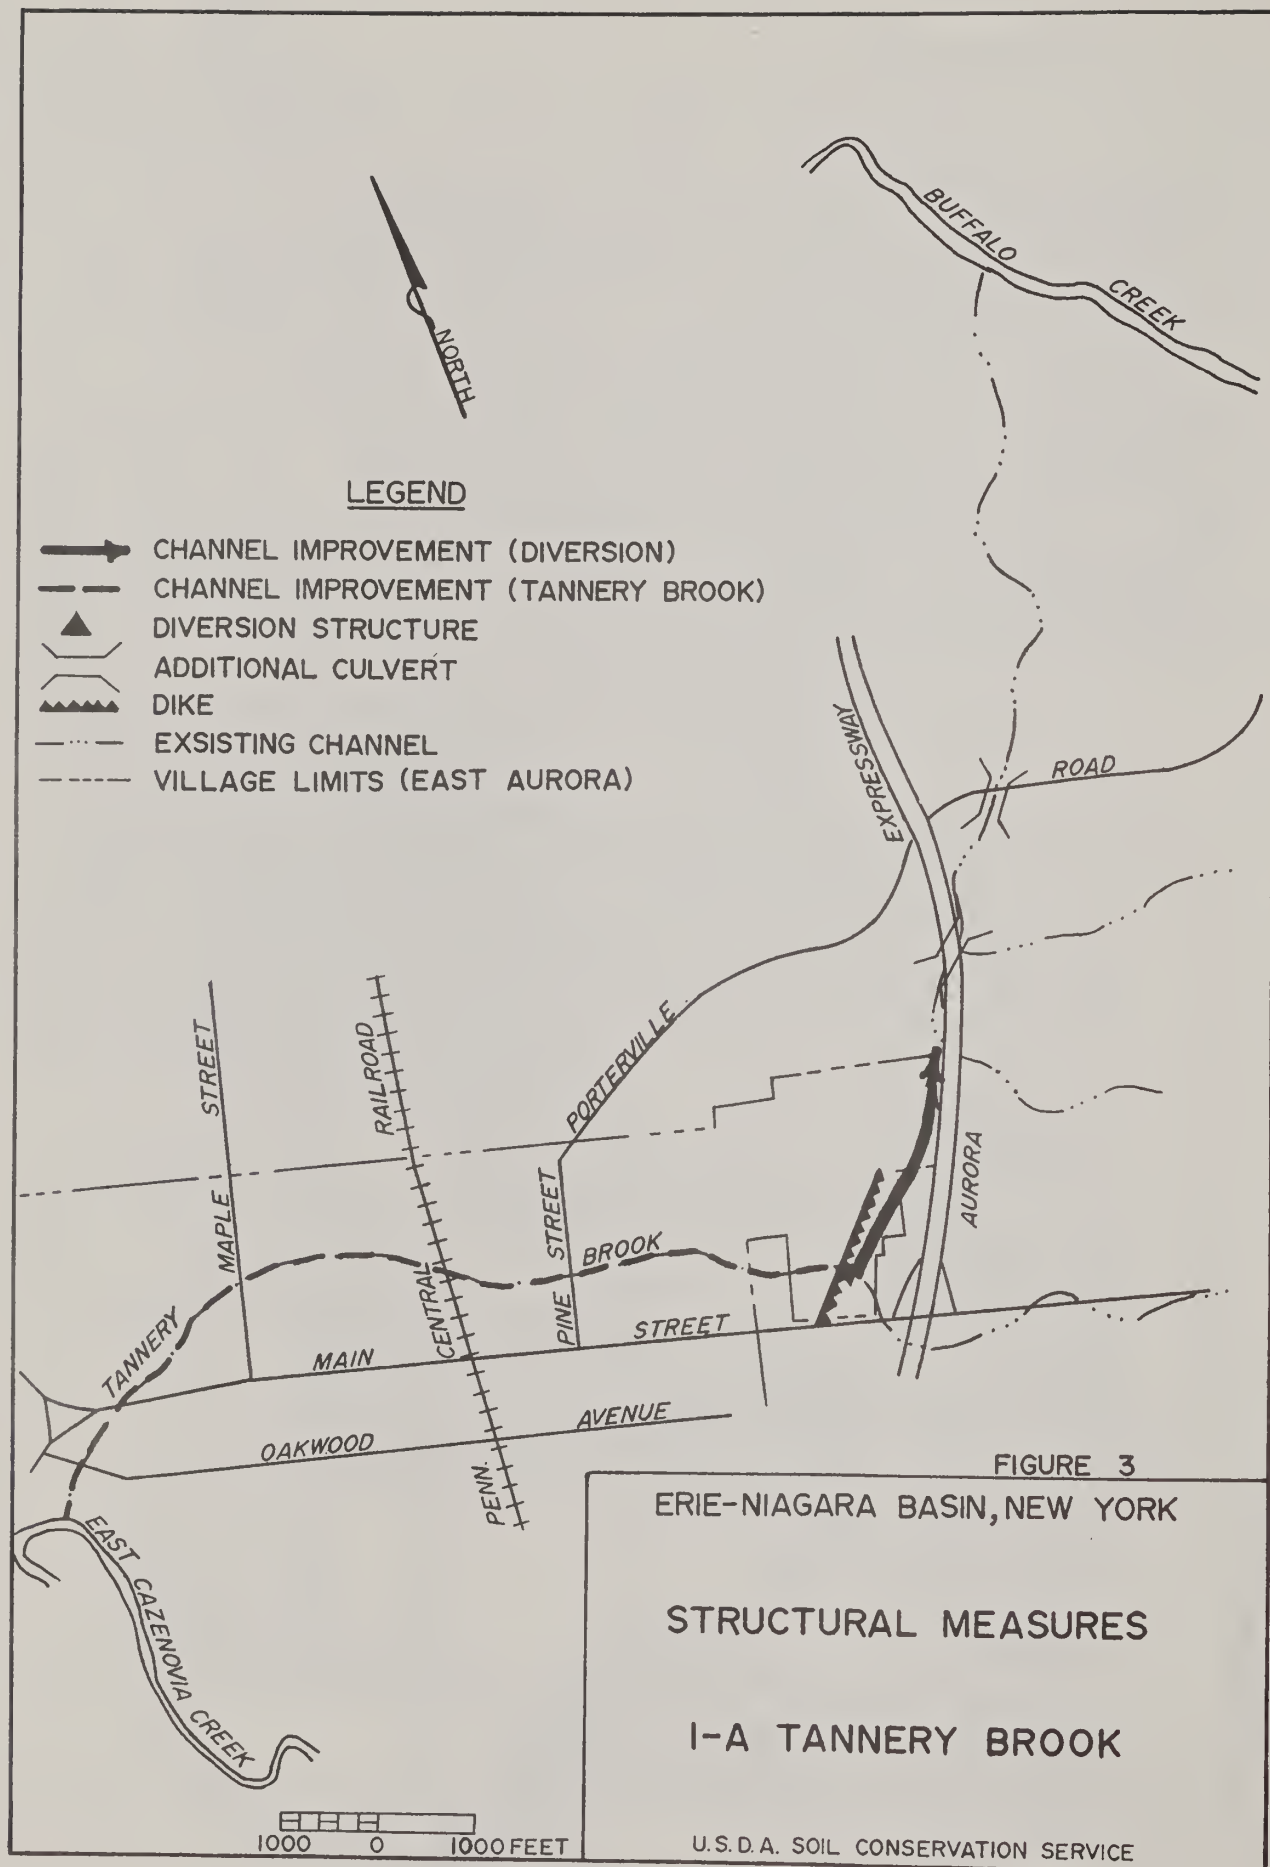 BUFFALO
CREEK
NORTH
LEGEND
CHANNEL IMPROVEMENT (DIVERSION)
CHANNEL IMPROVEMENT (TANNERY BROOK)
DIVERSION STRUCTURE
ADDITIONAL CULVERT
DIKE
EXSISTING CHANNEL
VILLAGE LIMITS (EAST AURORA)
EXPRESSWAY
ROAD
STREET
RAILROAD
PORTERVILLE
AURORA
MAPLE
STREET
BROOK
CENTRAL
PINE
STREET
TANNERY
MAIN
AVENUE
OAKWOOD
PENN.
FIGURE 3
ERIE-NIAGARA BASIN, NEW YORK
EAST CAZENOVIA CREEK
STRUCTURAL MEASURES
I-A TANNERY BROOK
1000 0 1000 FEET
U.S.D.A. SOIL CONSERVATION SERVICE